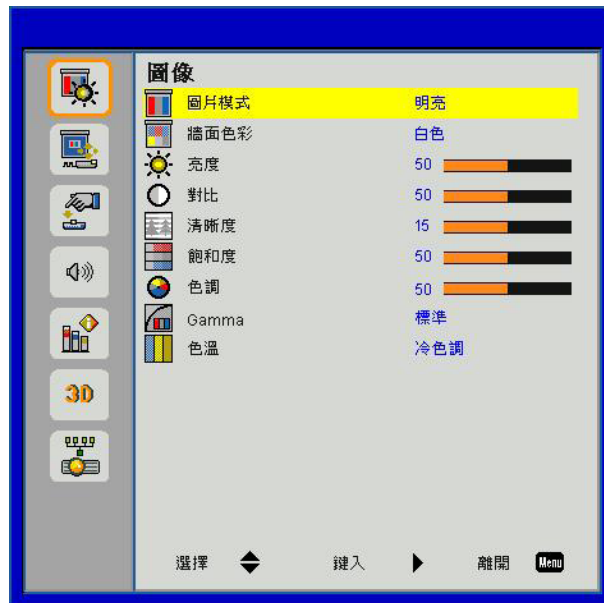 圖像
圖片模式 明亮
牆面色彩 白色
亮度 50
對比 50
清晰度 15
飽和度 50
色調 50
Gamma 標準
色溫 冷色調
3D
選擇 鍵入 離開 Menu